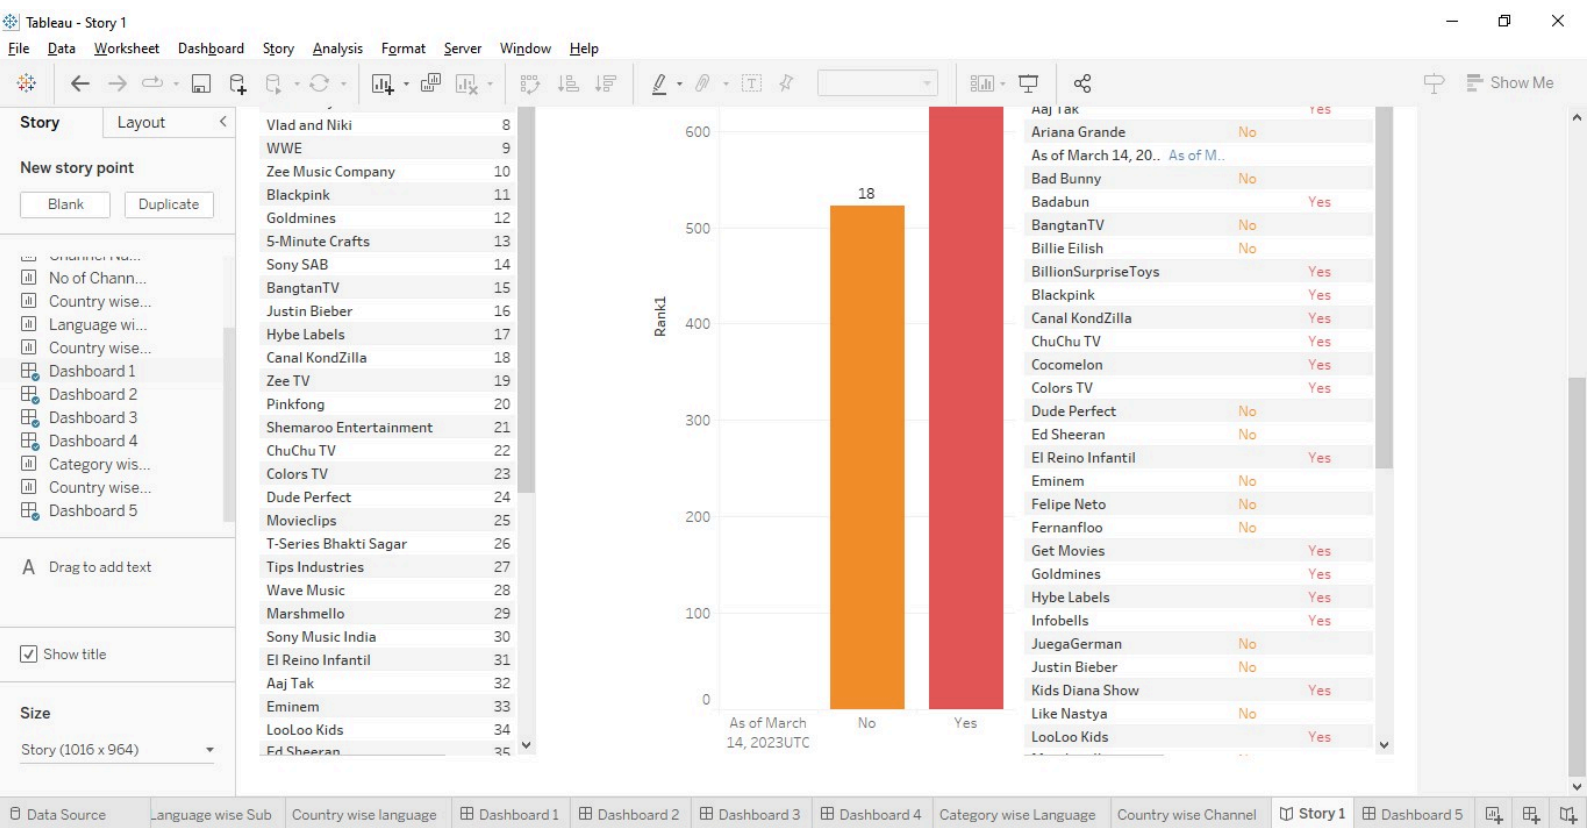 Tableau - Story 1
File Data Worksheet Dashboard Story Analysis Format Server Window Help
Show Me
Story Layout
New story point
Blank Duplicate
No of Chann...
Country wise...
Language wi...
Country wise...
Dashboard 1
Dashboard 2
Dashboard 3
Dashboard 4
Category wis...
Country wise...
Dashboard 5
A Drag to add text
Show title
Size
Story (1016 x 964)
Vlad and Niki 8
WWE 9
Zee Music Company 10
Blackpink 11
Goldmines 12
5-Minute Crafts 13
Sony SAB 14
BangtanTV 15
Justin Bieber 16
Hybe Labels 17
Canal KondZilla 18
Zee TV 19
Pinkfong 20
Shemaroo Entertainment 21
ChuChu TV 22
Colors TV 23
Dude Perfect 24
Movieclips 25
T-Series Bhakti Sagar 26
Tips Industries 27
Wave Music 28
Marshmello 29
Sony Music India 30
El Reino Infantil 31
Aaj Tak 32
Eminem 33
LooLoo Kids 34
Ed Sheeran 35
Rank1
600
500
400
300
200
100
0
18
As of March
14, 2023UTC
No
Yes
Aaj Tak Yes
Ariana Grande No
As of March 14, 20.. As of M..
Bad Bunny No
Badabun Yes
BangtanTV No
Billie Eilish No
BillionSurpriseToys Yes
Blackpink Yes
Canal KondZilla Yes
ChuChu TV Yes
Cocomelon Yes
Colors TV Yes
Dude Perfect No
Ed Sheeran No
El Reino Infantil Yes
Eminem No
Felipe Neto No
Fernanfloo No
Get Movies Yes
Goldmines Yes
Hybe Labels Yes
Infobells Yes
JuegaGerman No
Justin Bieber No
Kids Diana Show Yes
Like Nastya No
LooLoo Kids Yes
Data Source Language wise Sub Country wise language Dashboard 1 Dashboard 2 Dashboard 3 Dashboard 4 Category wise Language Country wise Channel Story 1 Dashboard 5